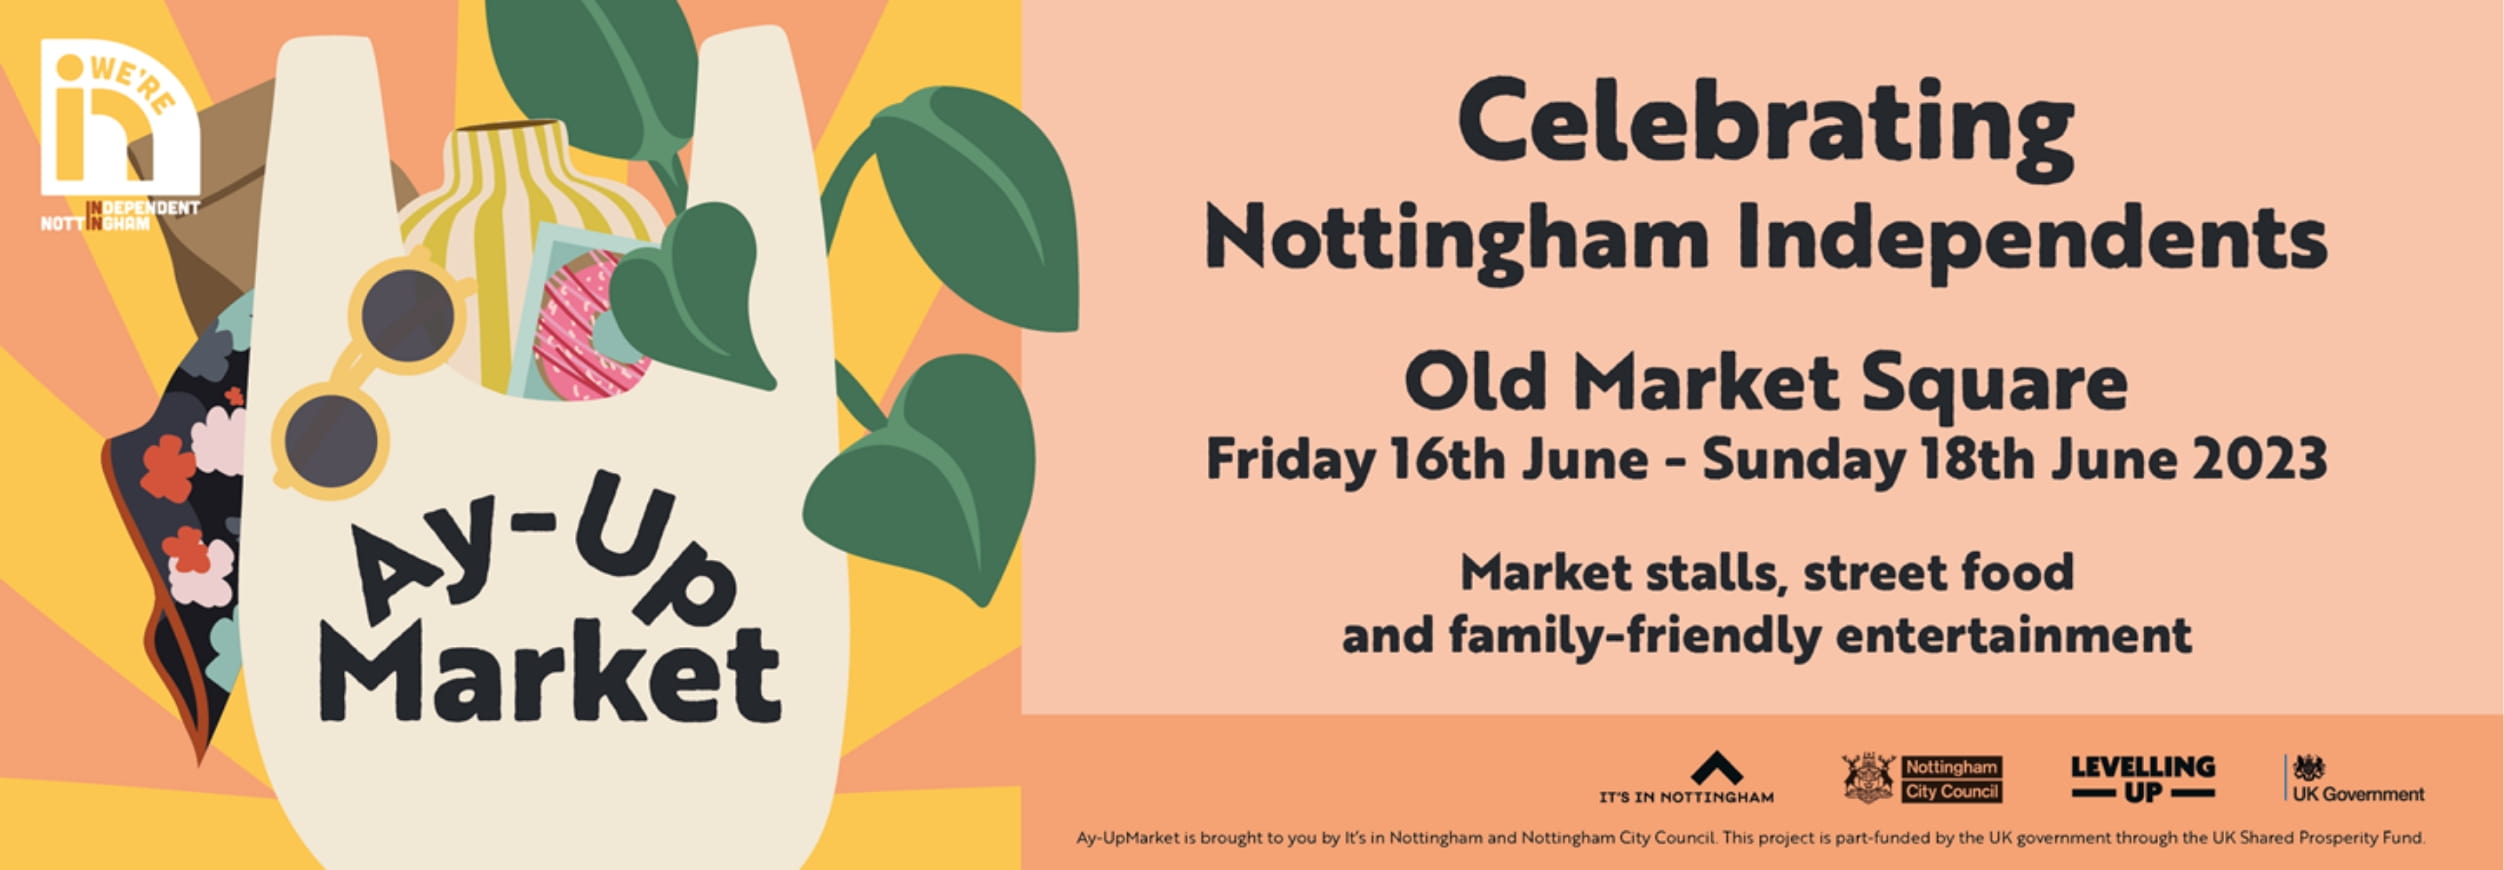 WE'RE
in
INDEPENDENT
NOTTINGHAM
Ay-Up
Market
Celebrating
Nottingham Independents
Old Market Square
Friday 16th June - Sunday 18th June 2023
Market stalls, street food
and family-friendly entertainment
IT'S IN NOTTINGHAM
Nottingham
City Council
LEVELLING
UP
UK Government
Ay-UpMarket is brought to you by It's in Nottingham and Nottingham City Council. This project is part-funded by the UK government through the UK Shared Prosperity Fund.